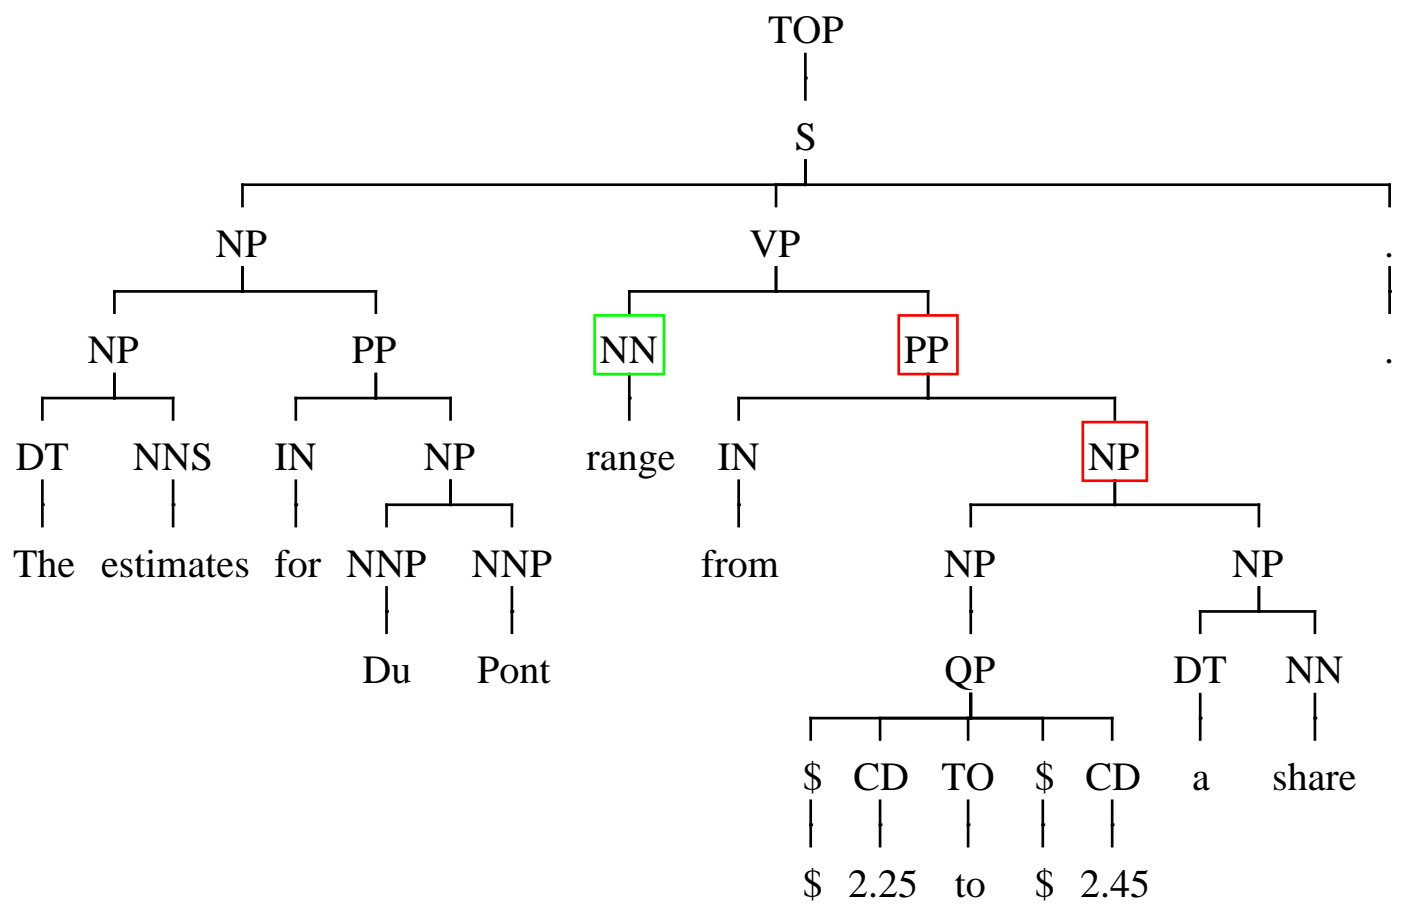 TOP
S
NP VP .
NP PP NN PP .
DT NNS IN NP range IN NP
The estimates for NNP NNP from NP NP
Du Pont QP DT NN
$ CD TO $ CD a share
$ 2.25 to $ 2.45